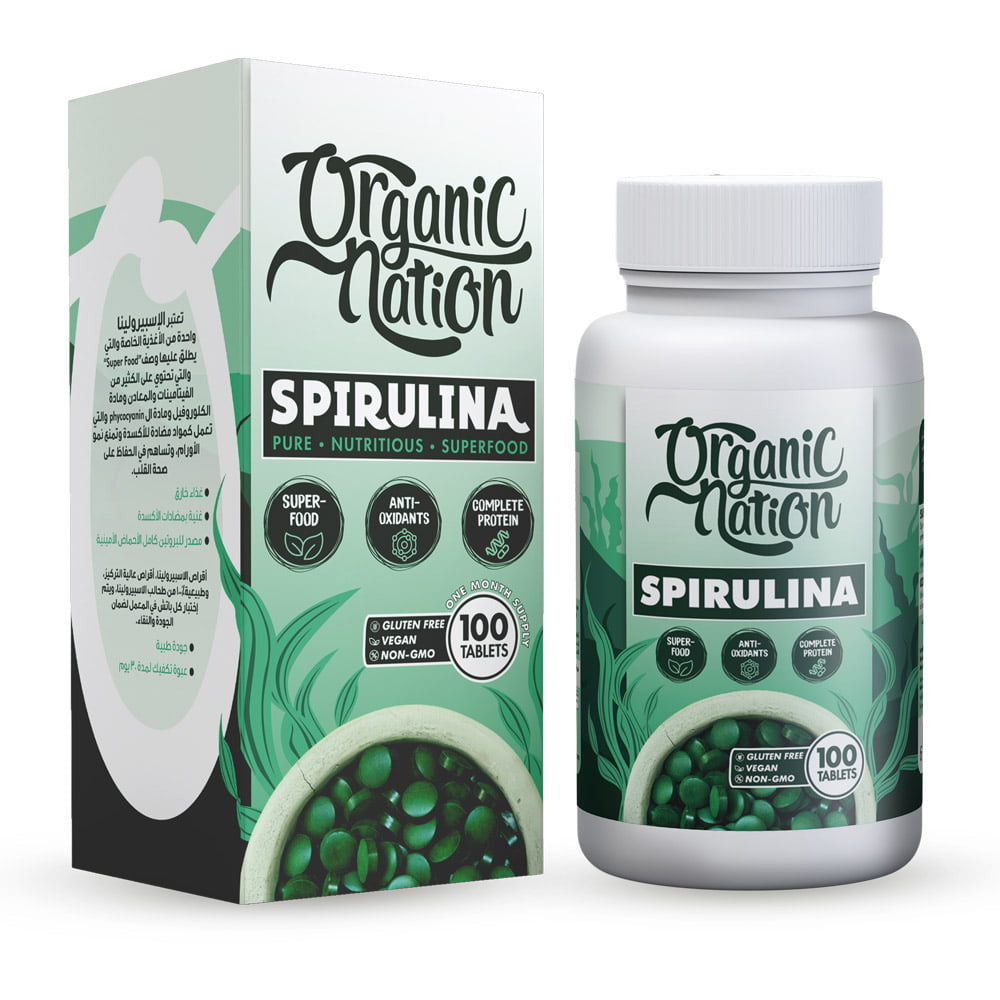 تعتبر الإسبيرولينا
واحدة من الأغذية الخاصة والتي
يطلق عليها وصف "Super Food"
والتي تحتوي على الكثير من
الفيتامينات والمعادن ومادة
الكلوروفيل ومادة ال phycocyanin والتي
تعمل كمواد مضادة للأكسدة وتمنع نمو
الأورام، وتساهم في الحفاظ على
صحة القلب.
• غذاء خارق
• غنية بمضادات الأكسدة
• مصدر للبروتين كامل الأحماض الأمينية
أقراص الاسبيرولينا، أقراص عالية التركيز،
وطبيعية ١٠٠٪ من طحالب الاسبيرولينا، ويتم
إختبار كل باتش في المعمل لضمان
الجودة والنقاء.
• جودة طبية
• عبوة تكفيك لمدة ٣٠ يوم
Organic
Nation
SPIRULINA
PURE • NUTRITIOUS • SUPERFOOD
SUPER-
FOOD
ANTI-
OXIDANTS
COMPLETE
PROTEIN
ONE MONTH SUPPLY
GLUTEN FREE
VEGAN
NON-GMO
100
TABLETS
Organic
Nation
SPIRULINA
SUPER-
FOOD
ANTI-
OXIDANTS
COMPLETE
PROTEIN
GLUTEN FREE
VEGAN
NON-GMO
100
TABLETS